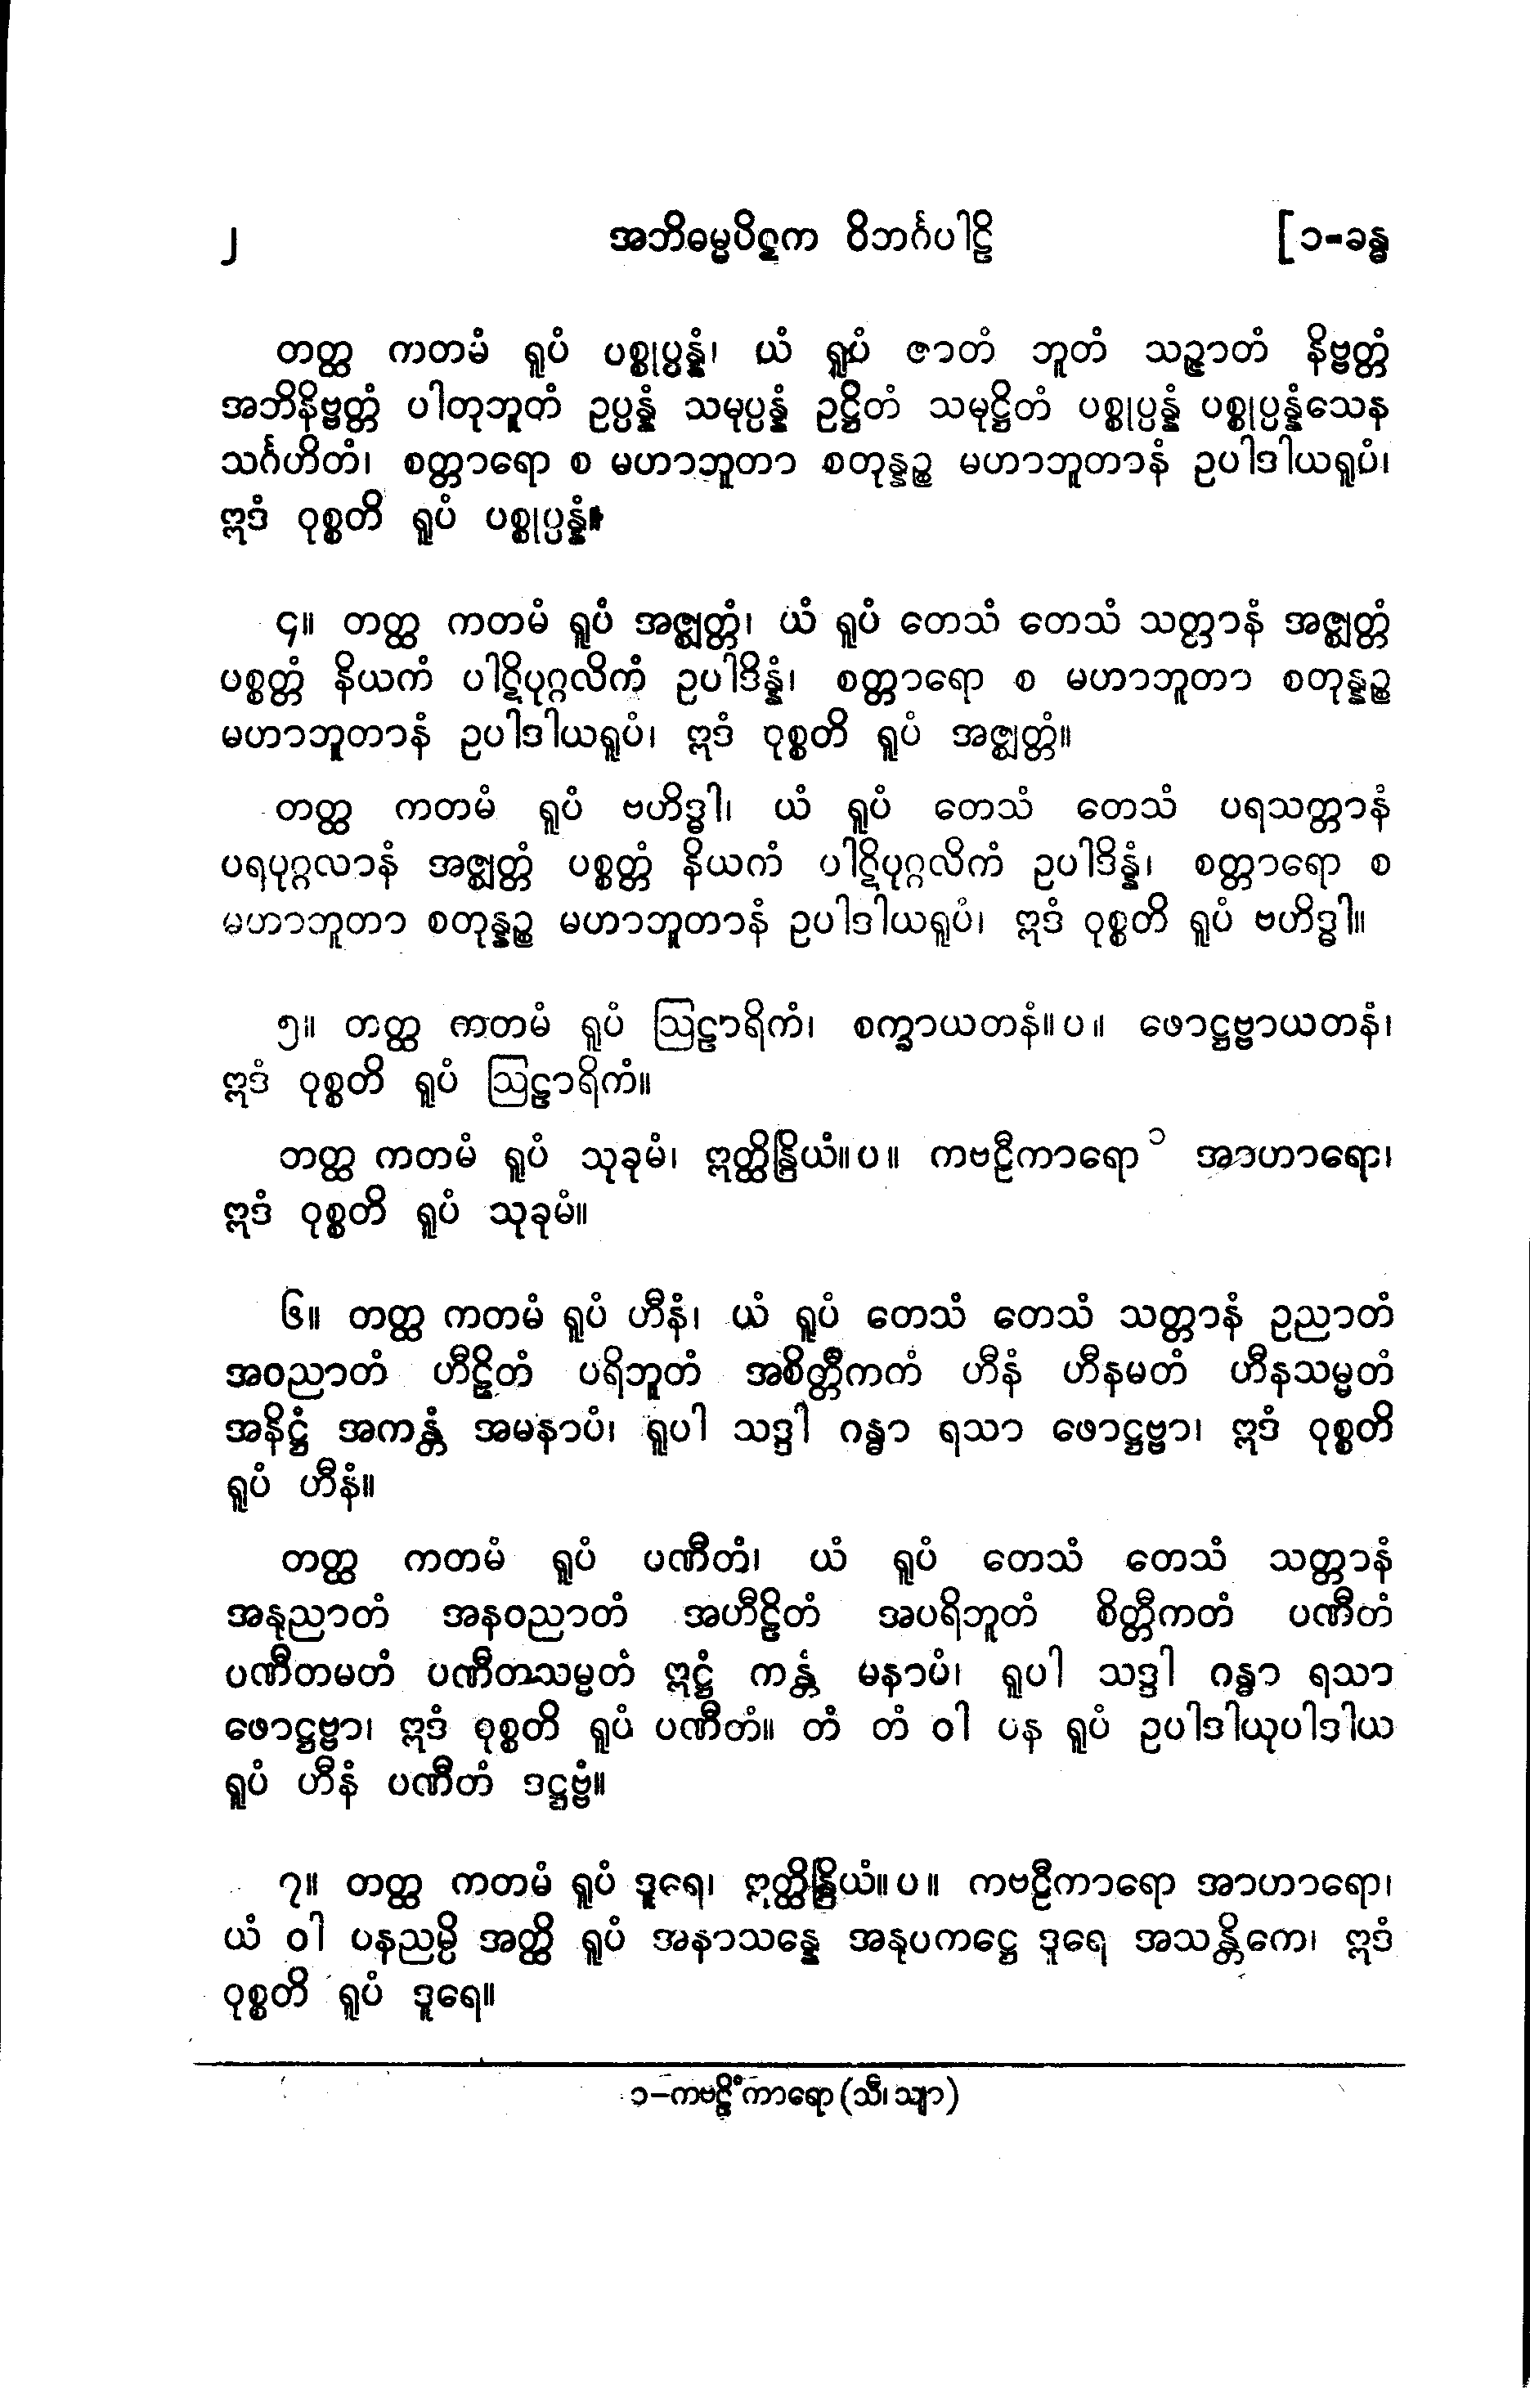 ၂ အဘိဓမ္မပိဋက ဝိဘင်္ဂပါဠိ [၁-ခန္ဓ
တတ္ထ ကတမံ ရူပံ ပစ္စုပ္ပန္နံ၊ ယံ ရူပံ ဇာတံ ဘူတံ သဉ္ဇာတံ နိဗ္ဗတ္တံ
အဘိနိဗ္ဗတ္တံ ပါတုဘူတံ ဥပ္ပန္နံ သမုပ္ပန္နံ ဥဋ္ဌိတံ သမုဋ္ဌိတံ ပစ္စုပ္ပန္နံ ပစ္စုပ္ပန္နံသေန
သင်္ဂဟိတံ၊ စတ္တာရော စ မဟာဘူတာ စတုန္နဉ္စ မဟာဘူတာနံ ဥပါဒါယရူပံ၊
ဣဒံ ဝုစ္စတိ ရူပံ ပစ္စုပ္ပန္နံ။
၄။ တတ္ထ ကတမံ ရူပံ အဇ္ဈတ္တံ၊ ယံ ရူပံ တေသံ တေသံ သတ္တာနံ အဇ္ဈတ္တံ
ပစ္စတ္တံ နိယကံ ပါဋိပုဂ္ဂလိကံ ဥပါဒိန္နံ၊ စတ္တာရော စ မဟာဘူတာ စတုန္နဉ္စ
မဟာဘူတာနံ ဥပါဒါယရူပံ၊ ဣဒံ ဝုစ္စတိ ရူပံ အဇ္ဈတ္တံ။
တတ္ထ ကတမံ ရူပံ ဗဟိဒ္ဓါ၊ ယံ ရူပံ တေသံ တေသံ ပရသတ္တာနံ
ပရပုဂ္ဂလာနံ အဇ္ဈတ္တံ ပစ္စတ္တံ နိယကံ ပါဋိပုဂ္ဂလိကံ ဥပါဒိန္နံ၊ စတ္တာရော စ
မဟာဘူတာ စတုန္နဉ္စ မဟာဘူတာနံ ဥပါဒါယရူပံ၊ ဣဒံ ဝုစ္စတိ ရူပံ ဗဟိဒ္ဓါ။
၅။ တတ္ထ ကတမံ ရူပံ ဩဠာရိကံ၊ စက္ခာယတနံ။ပ။ ဖောဋ္ဌဗ္ဗာယတနံ၊
ဣဒံ ဝုစ္စတိ ရူပံ ဩဠာရိကံ။
တတ္ထ ကတမံ ရူပံ သုခုမံ၊ ဣတ္ထိန္ဒြိယံ။ပ။ ကဗဠီကာရော ၁ အာဟာရော၊
ဣဒံ ဝုစ္စတိ ရူပံ သုခုမံ။
၆။ တတ္ထ ကတမံ ရူပံ ဟီနံ၊ ယံ ရူပံ တေသံ တေသံ သတ္တာနံ ဥညာတံ
အဝညာတံ ဟီဠိတံ ပရိဘူတံ အစိတ္တီကတံ ဟီနံ ဟီနမတံ ဟီနသမ္မတံ
အနိဋ္ဌံ အကန္တံ အမနာပံ၊ ရူပါ သဒ္ဒါ ဂန္ဓာ ရသာ ဖောဋ္ဌဗ္ဗာ၊ ဣဒံ ဝုစ္စတိ
ရူပံ ဟီနံ။
တတ္ထ ကတမံ ရူပံ ပဏီတံ၊ ယံ ရူပံ တေသံ တေသံ သတ္တာနံ
အနုညာတံ အနဝညာတံ အဟီဠိတံ အပရိဘူတံ စိတ္တီကတံ ပဏီတံ
ပဏီတမတံ ပဏီတသမ္မတံ ဣဋ္ဌံ ကန္တံ မနာပံ၊ ရူပါ သဒ္ဒါ ဂန္ဓာ ရသာ
ဖောဋ္ဌဗ္ဗာ၊ ဣဒံ ဝုစ္စတိ ရူပံ ပဏီတံ။ တံ တံ ဝါ ပန ရူပံ ဥပါဒါယုပါဒါယ
ရူပံ ဟီနံ ပဏီတံ ဒဋ္ဌဗ္ဗံ။
၇။ တတ္ထ ကတမံ ရူပံ ဒူရေ၊ ဣတ္ထိန္ဒြိယံ။ပ။ ကဗဠီကာရော အာဟာရော၊
ယံ ဝါ ပနညမ္ပိ အတ္ထိ ရူပံ အနာသန္နေ အနုပကဋ္ဌေ ဒူရေ အသန္တိကေ၊ ဣဒံ
ဝုစ္စတိ ရူပံ ဒူရေ။
၁-ကဗဠိံကာရော (သီ၊ သျာ)